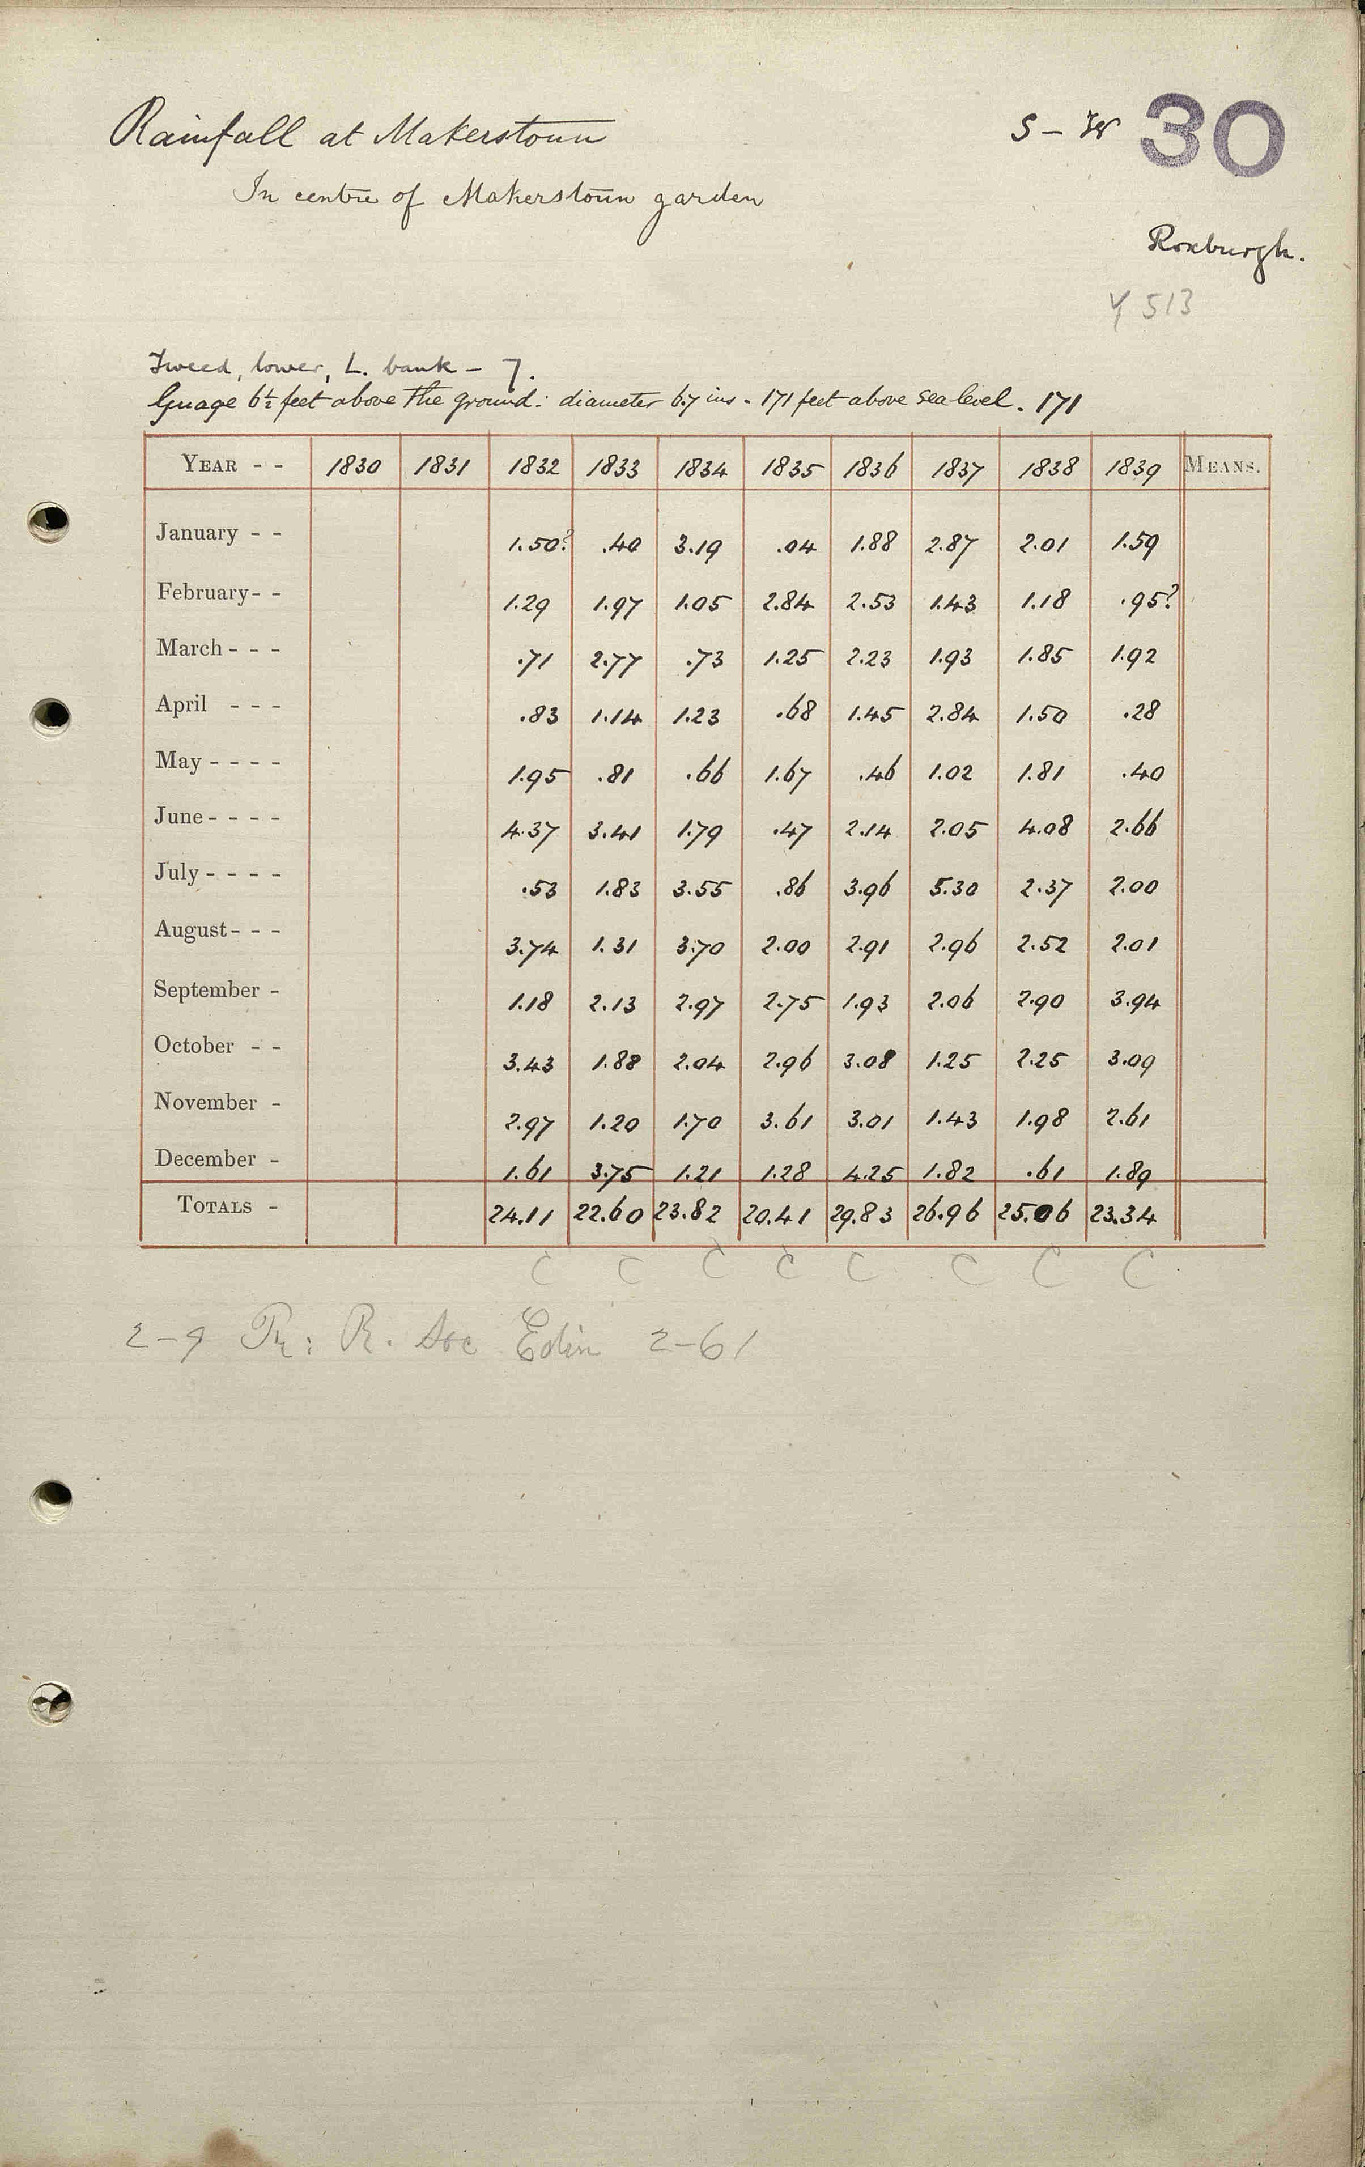 Rainfall at Makerstoun
S – W 30
In centre of Makerstoun garden
Roxburgh.
Y 513
Tweed, lower, L. bank – 7.
Guage 6½ feet above the ground: diameter 6.7 ins. 171 feet above sea level. 171
YEAR - - 1830 1831 1832 1833 1834 1835 1836 1837 1838 1839 MEANS.
January - - 1.50? .40 3.19 .04 1.88 2.87 2.01 1.59
February - - 1.29 1.97 1.05 2.84 2.53 1.43 1.18 .95?
March - - - .71 2.77 .73 1.25 2.23 1.93 1.85 1.92
April - - - .83 1.14 1.23 .68 1.45 2.84 1.50 .28
May - - - - 1.95 .81 .66 1.67 .46 1.02 1.81 .40
June - - - - 4.37 3.41 1.79 .47 2.14 2.05 4.08 2.66
July - - - - .53 1.83 3.55 .86 3.96 5.30 2.37 2.00
August - - - 3.74 1.31 3.70 2.00 2.91 2.96 2.52 2.01
September - 1.18 2.13 2.97 2.75 1.93 2.06 2.90 3.94
October - - 3.43 1.88 2.04 2.96 3.08 1.25 2.25 3.09
November - 2.97 1.20 1.70 3.61 3.01 1.43 1.98 2.61
December - 1.61 3.75 1.21 1.28 4.25 1.82 .61 1.89
TOTALS - 24.11 22.60 23.82 20.41 29.83 26.96 25.06 23.34
C C C C C C C C
2–9 Tr: R. Soc Edin 2–61